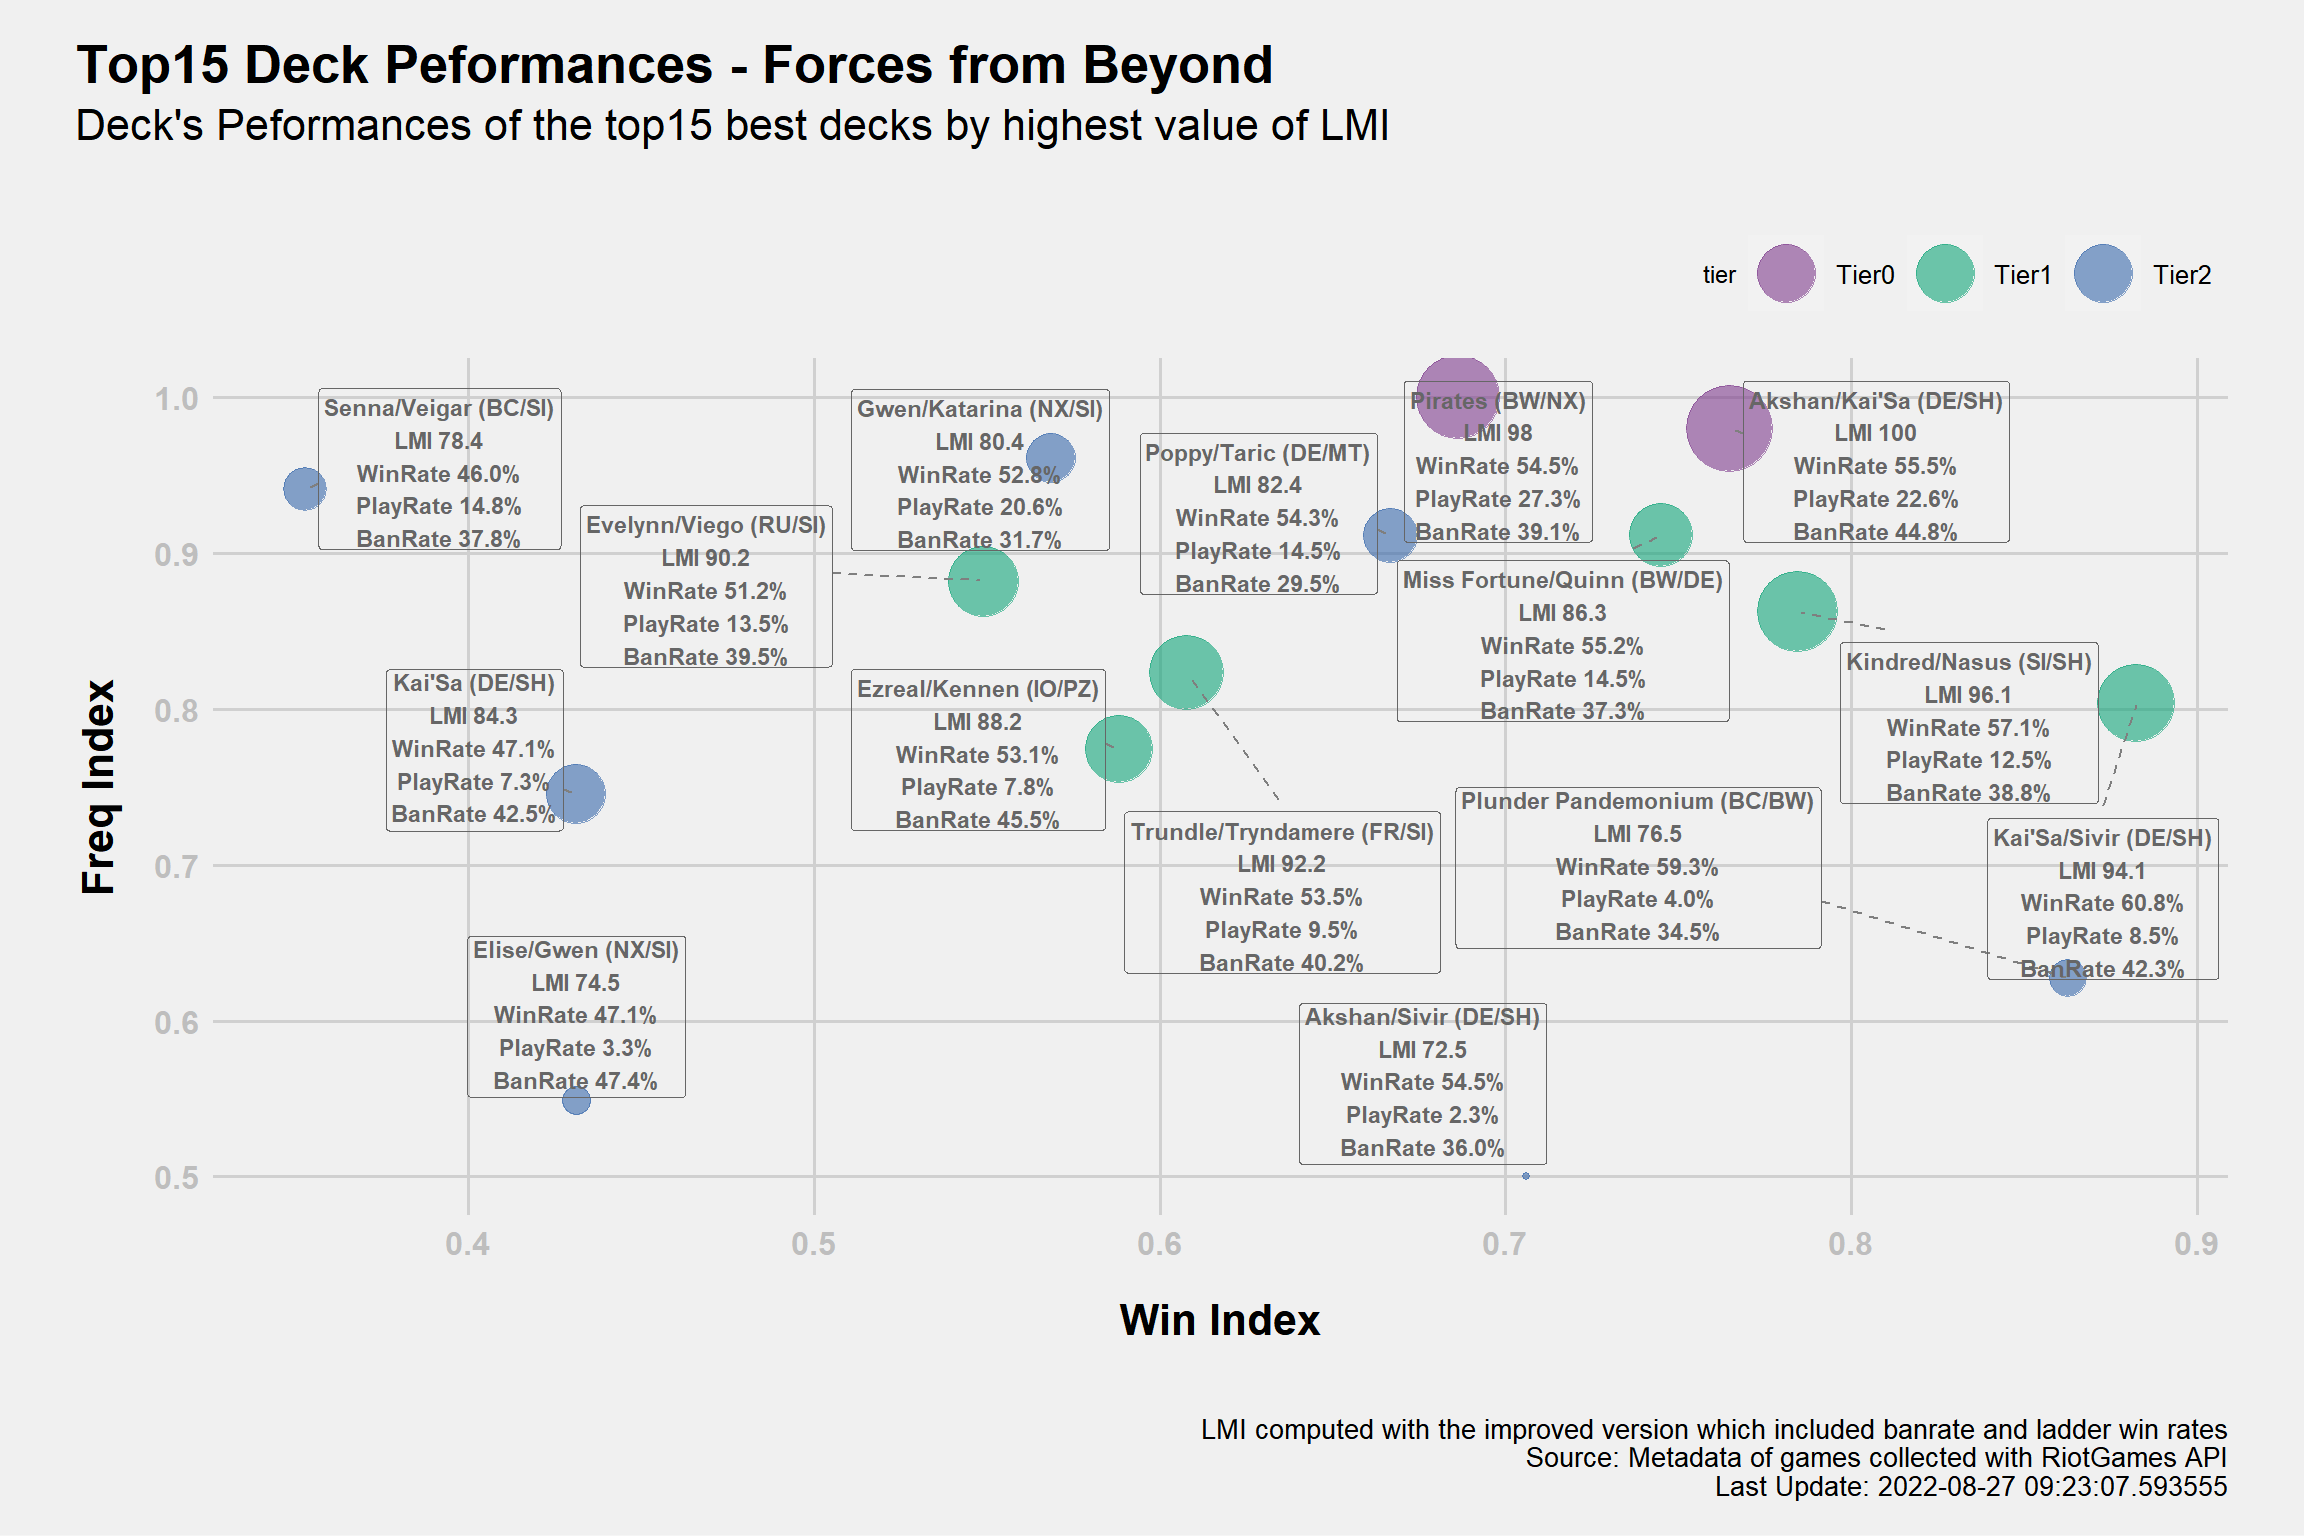 Top15 Deck Peformances - Forces from Beyond
Deck's Peformances of the top15 best decks by highest value of LMI
tier
Tier0
Tier1
Tier2
Freq Index
1.0
0.9
0.8
0.7
0.6
0.5
Senna/Veigar (BC/SI)
LMI 78.4
WinRate 46.0%
PlayRate 14.8%
BanRate 37.8%
Gwen/Katarina (NX/SI)
LMI 80.4
WinRate 52.8%
PlayRate 20.6%
BanRate 31.7%
Pirates (BW/NX)
LMI 98
WinRate 54.5%
PlayRate 27.3%
BanRate 39.1%
Akshan/Kai'Sa (DE/SH)
LMI 100
WinRate 55.5%
PlayRate 22.6%
BanRate 44.8%
Poppy/Taric (DE/MT)
LMI 82.4
WinRate 54.3%
PlayRate 14.5%
BanRate 29.5%
Evelynn/Viego (RU/SI)
LMI 90.2
WinRate 51.2%
PlayRate 13.5%
BanRate 39.5%
Miss Fortune/Quinn (BW/DE)
LMI 86.3
WinRate 55.2%
PlayRate 14.5%
BanRate 37.3%
Kindred/Nasus (SI/SH)
LMI 96.1
WinRate 57.1%
PlayRate 12.5%
BanRate 38.8%
Kai'Sa (DE/SH)
LMI 84.3
WinRate 47.1%
PlayRate 7.3%
BanRate 42.5%
Ezreal/Kennen (IO/PZ)
LMI 88.2
WinRate 53.1%
PlayRate 7.8%
BanRate 45.5%
Plunder Pandemonium (BC/BW)
LMI 76.5
WinRate 59.3%
PlayRate 4.0%
BanRate 34.5%
Trundle/Tryndamere (FR/SI)
LMI 92.2
WinRate 53.5%
PlayRate 9.5%
BanRate 40.2%
Kai'Sa/Sivir (DE/SH)
LMI 94.1
WinRate 60.8%
PlayRate 8.5%
BanRate 42.3%
Elise/Gwen (NX/SI)
LMI 74.5
WinRate 47.1%
PlayRate 3.3%
BanRate 47.4%
Akshan/Sivir (DE/SH)
LMI 72.5
WinRate 54.5%
PlayRate 2.3%
BanRate 36.0%
0.4
0.5
0.6
0.7
0.8
0.9
Win Index
LMI computed with the improved version which included banrate and ladder win rates
Source: Metadata of games collected with RiotGames API
Last Update: 2022-08-27 09:23:07.593555